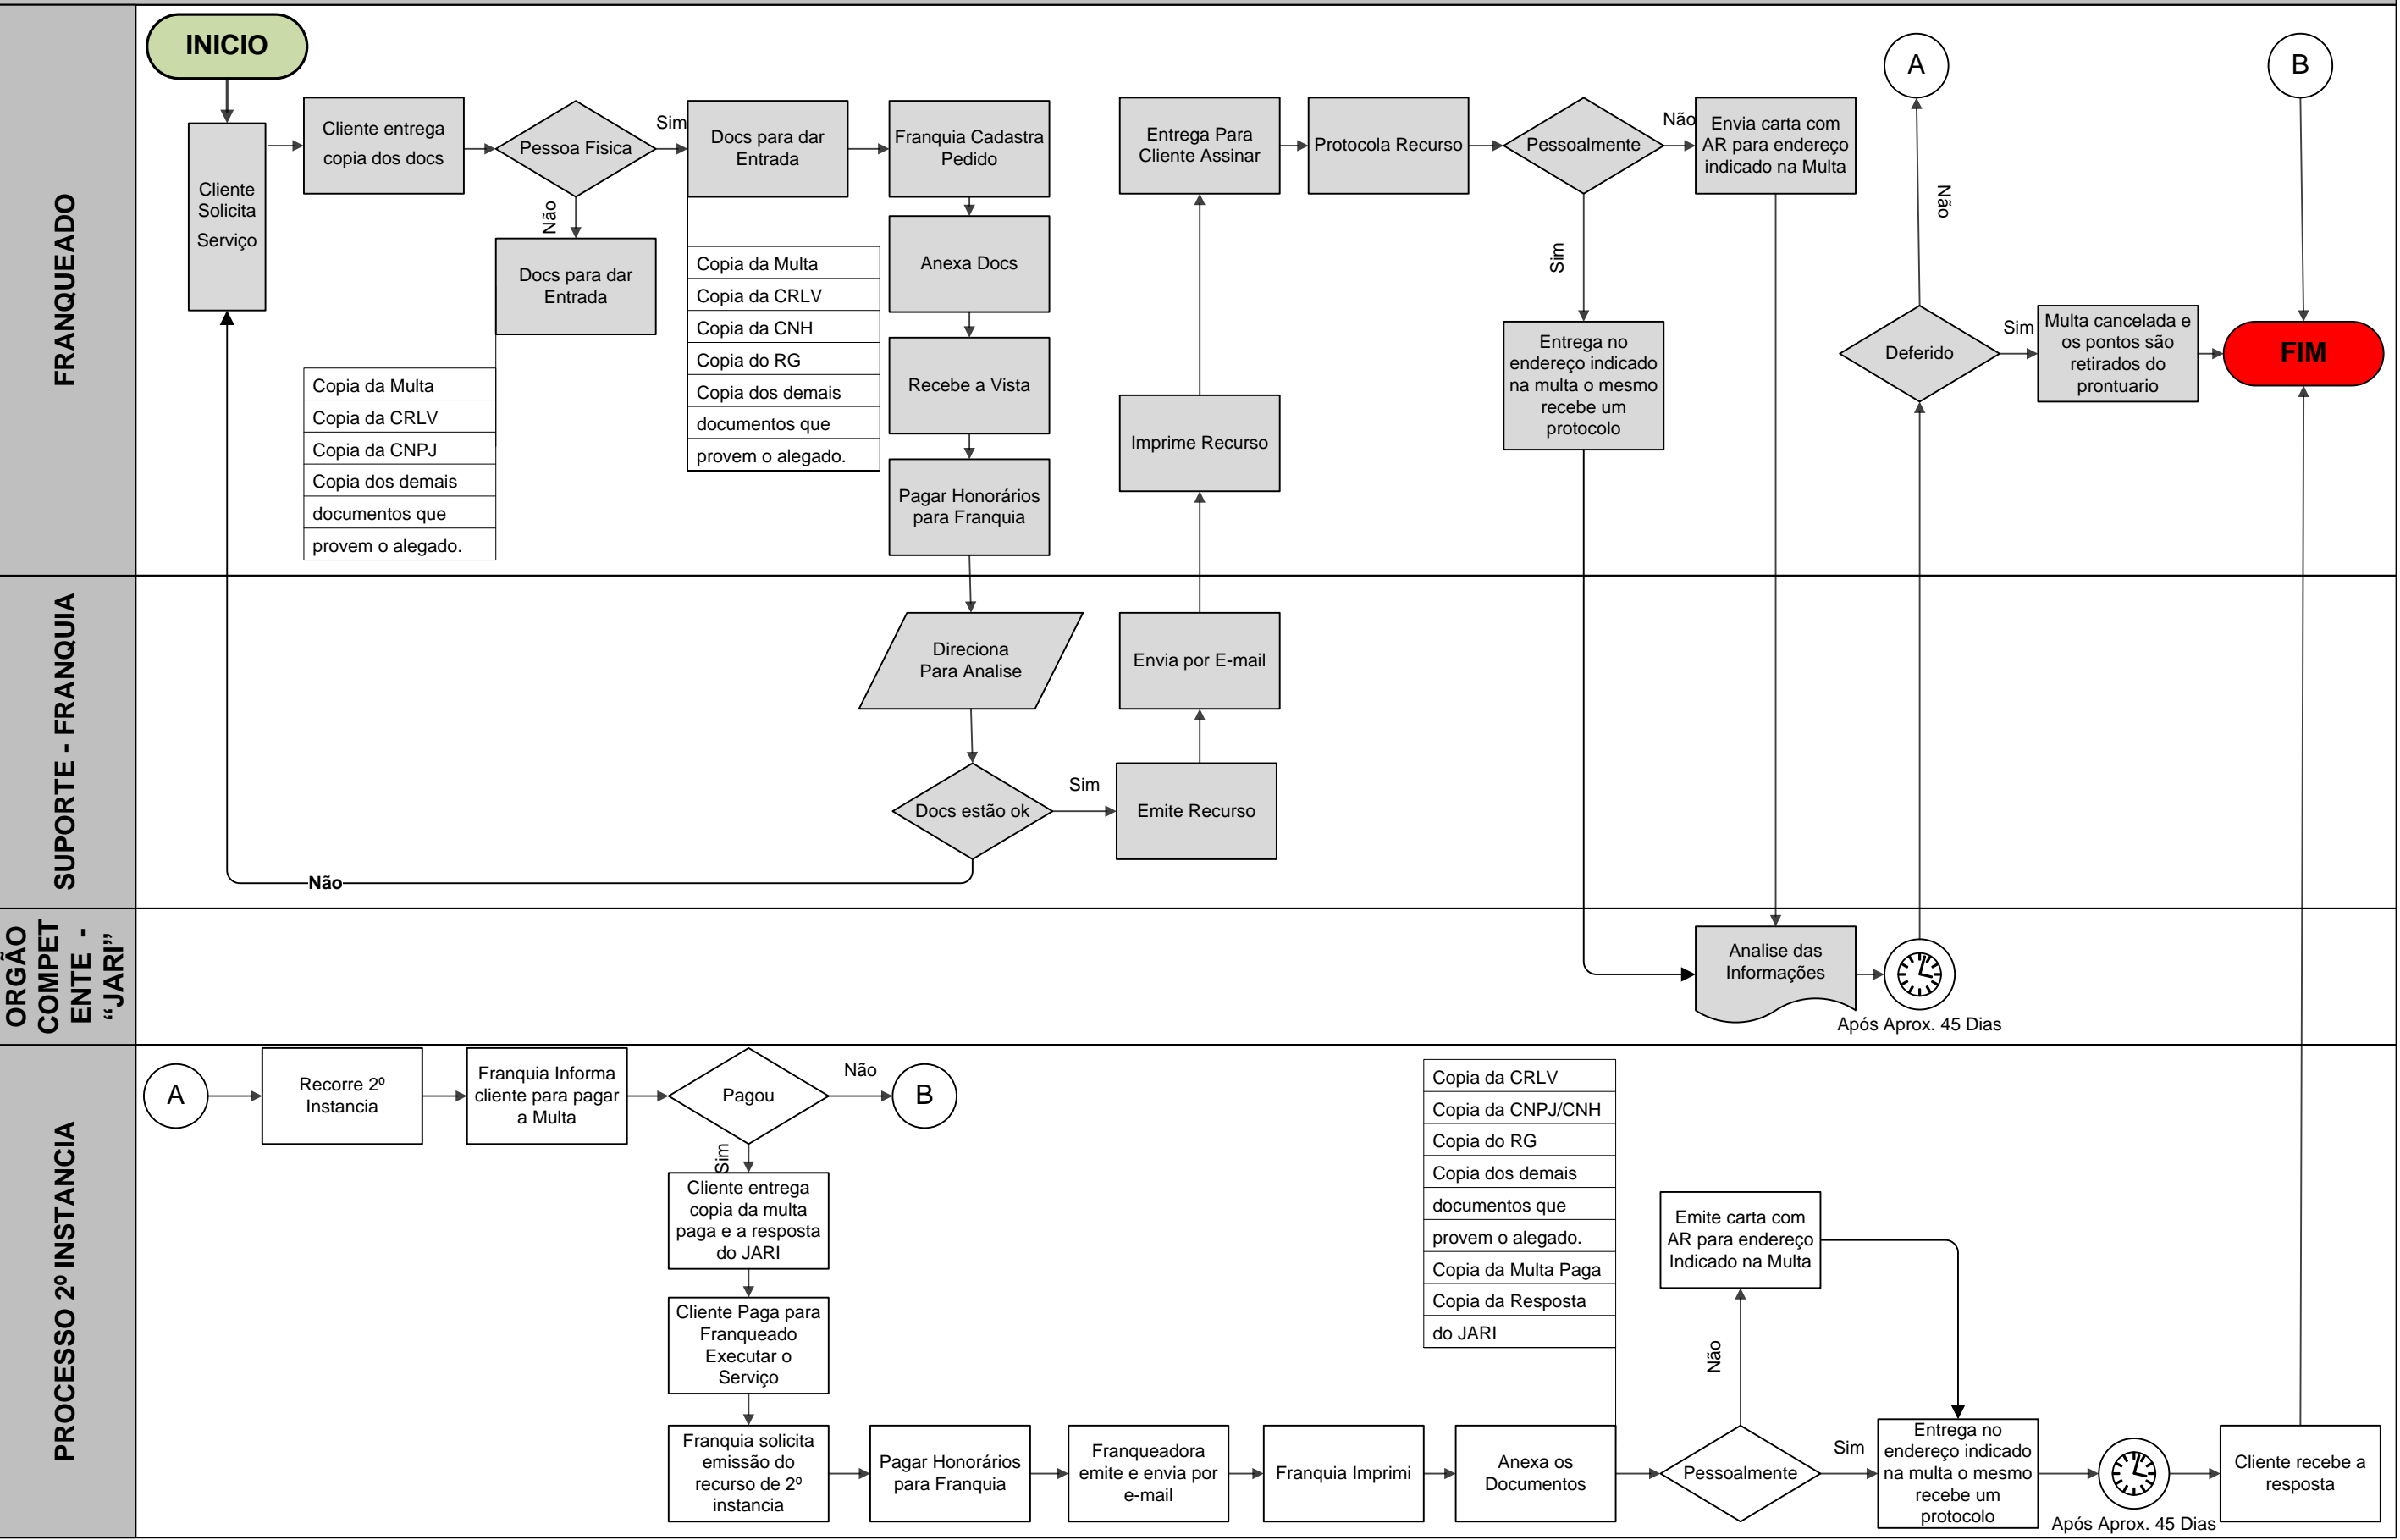 FRANQUEADO
INICIO
Cliente
Solicita
Serviço
Cliente entrega
copia dos docs
Pessoa Fisica
Sim
Não
Docs para dar
Entrada
Copia da Multa
Copia da CRLV
Copia da CNPJ
Copia dos demais
documentos que
provem o alegado.
Docs para dar
Entrada
Copia da Multa
Copia da CRLV
Copia da CNH
Copia do RG
Copia dos demais
documentos que
provem o alegado.
Franquia Cadastra
Pedido
Anexa Docs
Recebe a Vista
Pagar Honorários
para Franquia
Entrega Para
Cliente Assinar
Imprime Recurso
Protocola Recurso
Pessoalmente
Não
Sim
Envia carta com
AR para endereço
indicado na Multa
Entrega no
endereço indicado
na multa o mesmo
recebe um
protocolo
A
Não
Deferido
Sim
Multa cancelada e
os pontos são
retirados do
prontuario
B
FIM
SUPORTE - FRANQUIA
Direciona
Para Analise
Docs estão ok
Sim
Não
Emite Recurso
Envia por E-mail
ORGÃO
COMPET
ENTE -
“JARI”
Analise das
Informações
Após Aprox. 45 Dias
PROCESSO 2º INSTANCIA
A
Recorre 2º
Instancia
Franquia Informa
cliente para pagar
a Multa
Pagou
Não
B
Sim
Cliente entrega
copia da multa
paga e a resposta
do JARI
Cliente Paga para
Franqueado
Executar o
Serviço
Franquia solicita
emissão do
recurso de 2º
instancia
Pagar Honorários
para Franquia
Franqueadora
emite e envia por
e-mail
Franquia Imprimi
Anexa os
Documentos
Copia da CRLV
Copia da CNPJ/CNH
Copia do RG
Copia dos demais
documentos que
provem o alegado.
Copia da Multa Paga
Copia da Resposta
do JARI
Pessoalmente
Não
Sim
Emite carta com
AR para endereço
Indicado na Multa
Entrega no
endereço indicado
na multa o mesmo
recebe um
protocolo
Após Aprox. 45 Dias
Cliente recebe a
resposta